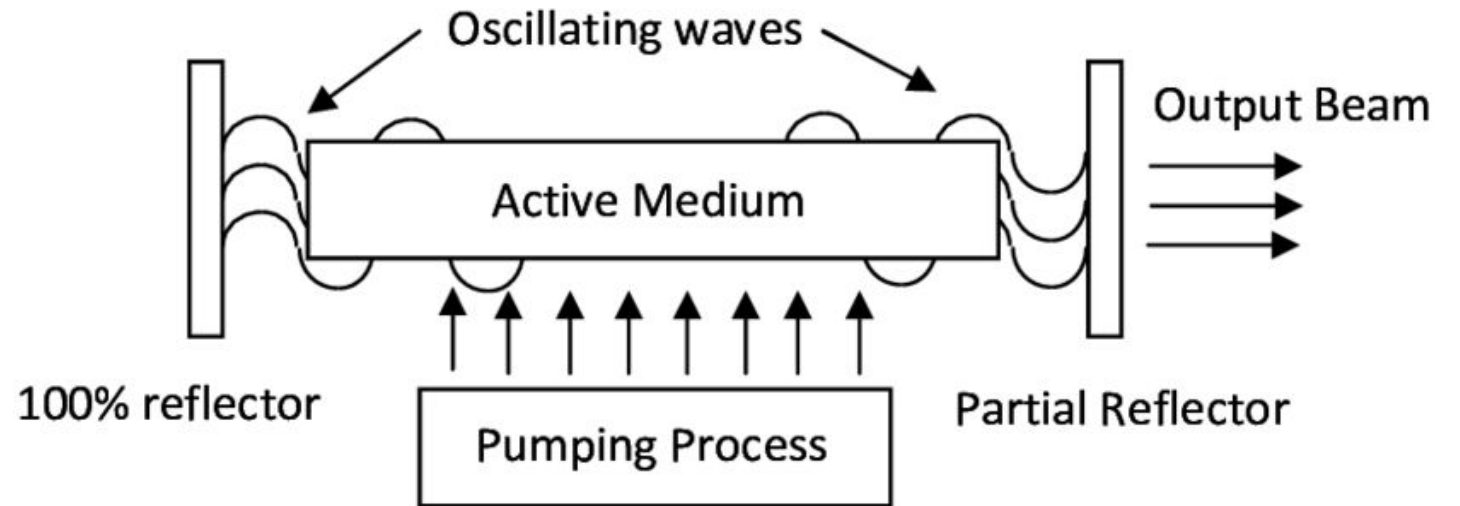 Oscillating waves
Output Beam
Active Medium
100% reflector
Partial Reflector
Pumping Process